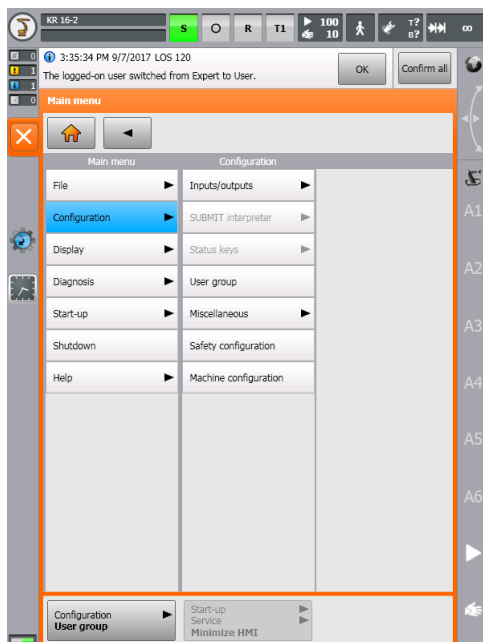 KR 16-2
S O R T1 100 10 T? B? ∞
0
1
1
0
3:35:34 PM 9/7/2017 LOS 120
The logged-on user switched from Expert to User.
OK
Confirm all
Main menu
Main menu
Configuration
File
Inputs/outputs
Configuration
SUBMIT interpreter
Display
Status keys
Diagnosis
User group
Start-up
Miscellaneous
Shutdown
Safety configuration
Help
Machine configuration
A1
A2
A3
A4
A5
A6
Configuration
User group
Start-up
Service
Minimize HMI